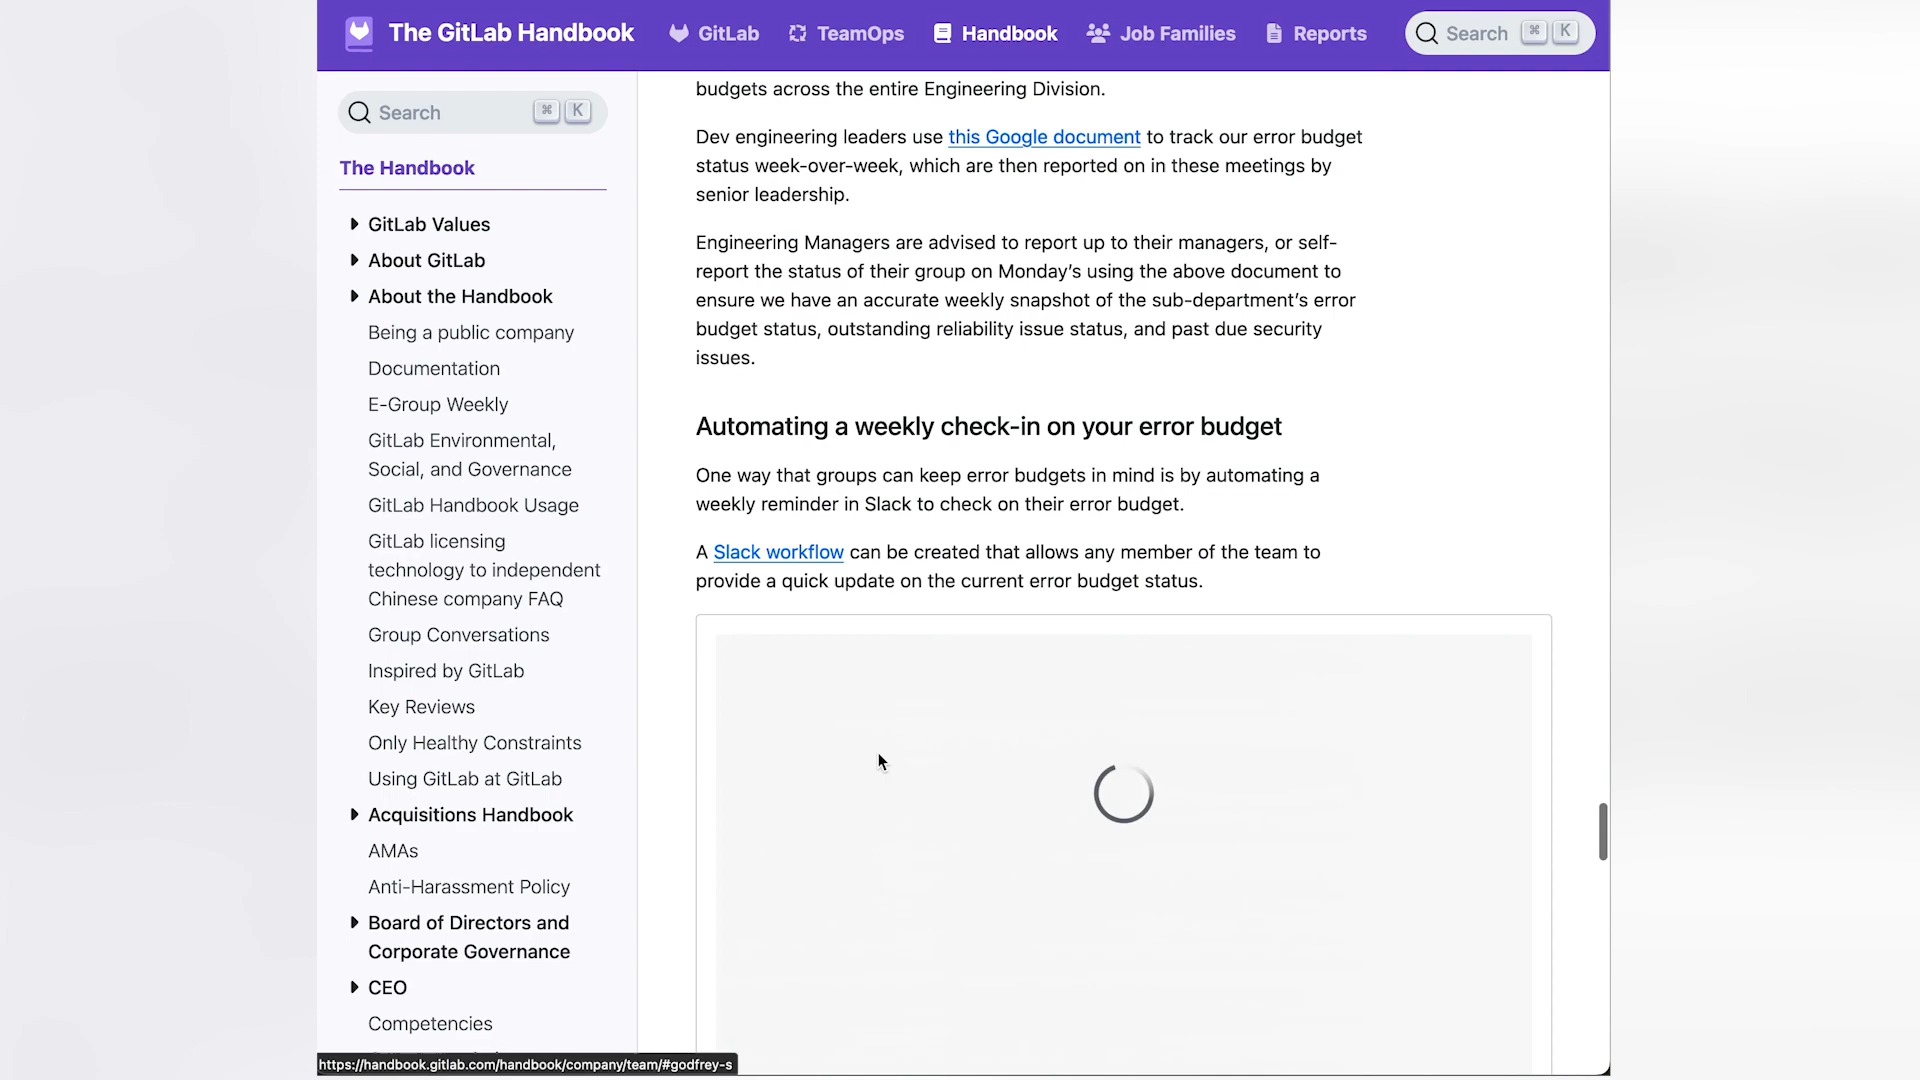 The GitLab Handbook
GitLab
TeamOps
Handbook
Job Families
Reports
Search ⌘ K
Search ⌘ K
The Handbook
GitLab Values
About GitLab
About the Handbook
Being a public company
Documentation
E-Group Weekly
GitLab Environmental,
Social, and Governance
GitLab Handbook Usage
GitLab licensing
technology to independent
Chinese company FAQ
Group Conversations
Inspired by GitLab
Key Reviews
Only Healthy Constraints
Using GitLab at GitLab
Acquisitions Handbook
AMAs
Anti-Harassment Policy
Board of Directors and
Corporate Governance
CEO
Competencies
budgets across the entire Engineering Division.
Dev engineering leaders use this Google document to track our error budget
status week-over-week, which are then reported on in these meetings by
senior leadership.
Engineering Managers are advised to report up to their managers, or self-
report the status of their group on Monday’s using the above document to
ensure we have an accurate weekly snapshot of the sub-department’s error
budget status, outstanding reliability issue status, and past due security
issues.
Automating a weekly check-in on your error budget
One way that groups can keep error budgets in mind is by automating a
weekly reminder in Slack to check on their error budget.
A Slack workflow can be created that allows any member of the team to
provide a quick update on the current error budget status.
https://handbook.gitlab.com/handbook/company/team/#godfrey-s